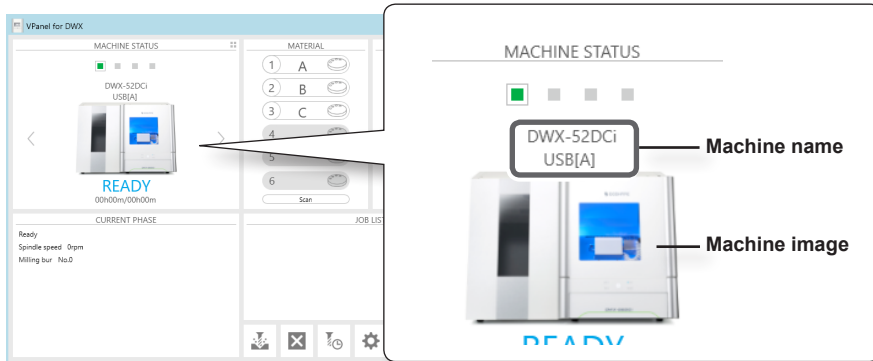 VPanel for DWX
MACHINE STATUS
DWX-52DCi
USB[A]
READY
00h00m/00h00m
MATERIAL
1 A
2 B
3 C
4
5
6
Scan
CURRENT PHASE
Ready
Spindle speed 0rpm
Milling bur No.0
JOB LIS
MACHINE STATUS
DWX-52DCi
USB[A]
Machine name
Machine image
READY